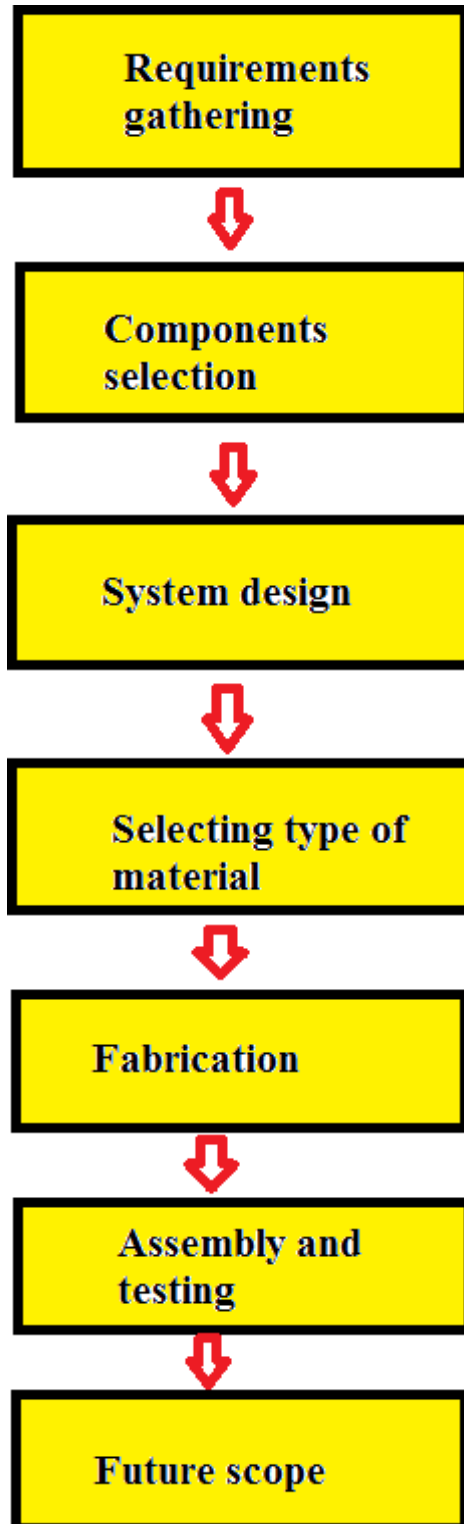 Requirements
gathering
Components
selection
System design
Selecting type of
material
Fabrication
Assembly and
testing
Future scope